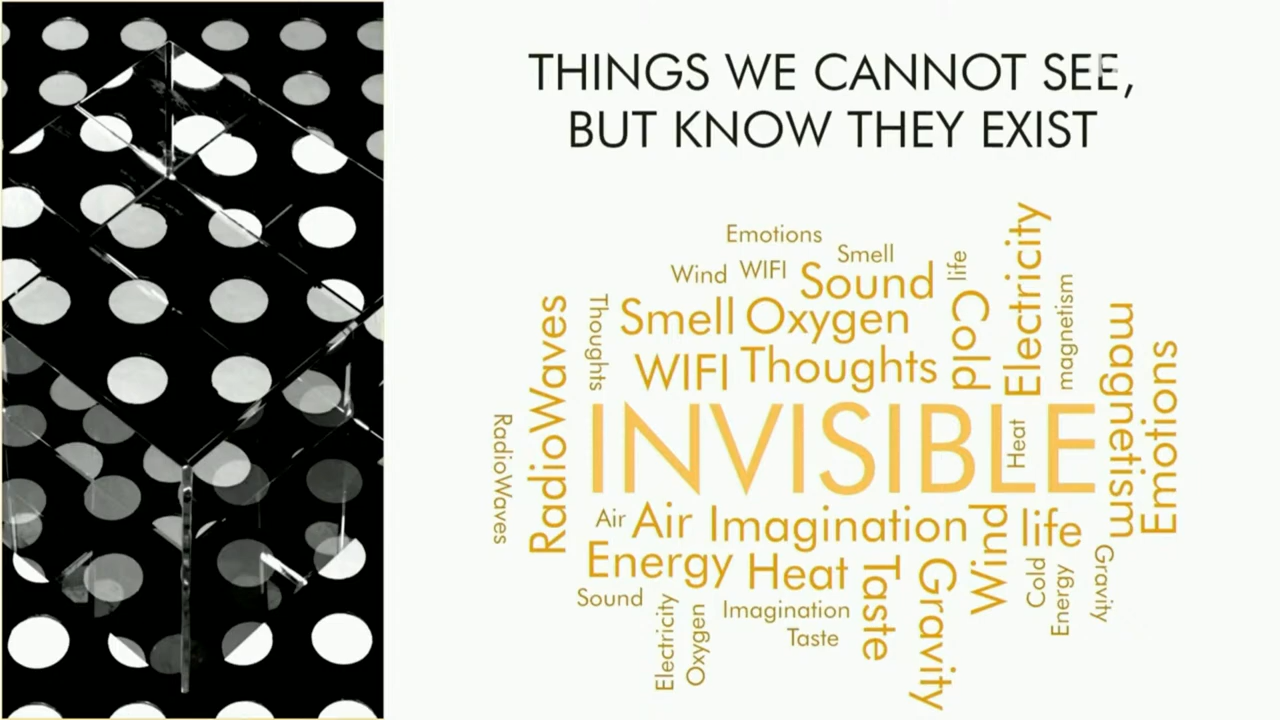 THINGS WE CANNOT SEE,
BUT KNOW THEY EXIST
Emotions
Smell
Wind
WIFI
Sound
life
Electricity
Thoughts
Smell
Oxygen
Cold
magnetism
RadioWaves
WIFI
Thoughts
magnetism
Emotions
RadioWaves
INVISIBLE
Heat
Air
Air
Imagination
Wind
life
Energy
Heat
Taste
Gravity
Cold
Energy
Gravity
Sound
Electricity
Oxygen
Imagination
Taste